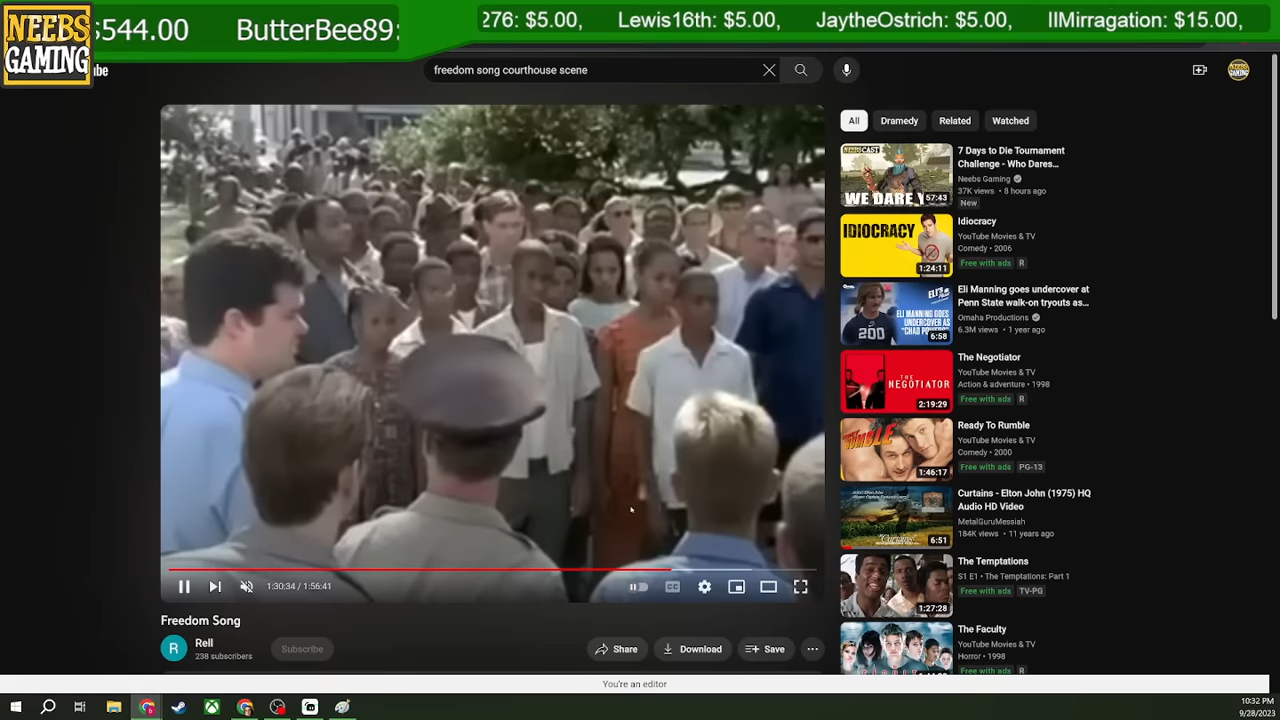 NEEBS
GAMING
$544.00 ButterBee89:
276: $5.00, Lewis16th: $5.00, JaytheOstrich: $5.00, IIMirragation: $15.00,
freedom song courthouse scene
All
Dramedy
Related
Watched
NEEBSCAST
57:43
7 Days to Die Tournament
Challenge - Who Dares...
Neebs Gaming
37K views • 8 hours ago
New
IDIOCRACY
1:24:11
Idiocracy
YouTube Movies & TV
Comedy • 2006
Free with ads R
ELI MANNING GOES
UNDERCOVER AS
6:58
Eli Manning goes undercover at
Penn State walk-on tryouts as...
Omaha Productions
6.3M views • 1 year ago
THE
NEGOTIATOR
2:19:29
The Negotiator
YouTube Movies & TV
Action & adventure • 1998
Free with ads R
1:46:17
Ready To Rumble
YouTube Movies & TV
Comedy • 2000
Free with ads PG-13
6:51
Curtains - Elton John (1975) HQ
Audio HD Video
MetalGuruMessiah
184K views • 11 years ago
1:27:28
The Temptations
S1 E1 • The Temptations: Part 1
Free with ads TV-PG
The Faculty
YouTube Movies & TV
Horror • 1998
Free with ads R
1:30:34 / 1:56:41
CC
Freedom Song
R
Rell
238 subscribers
Subscribe
Share
Download
Save
You're an editor
10:32 PM
9/28/2023